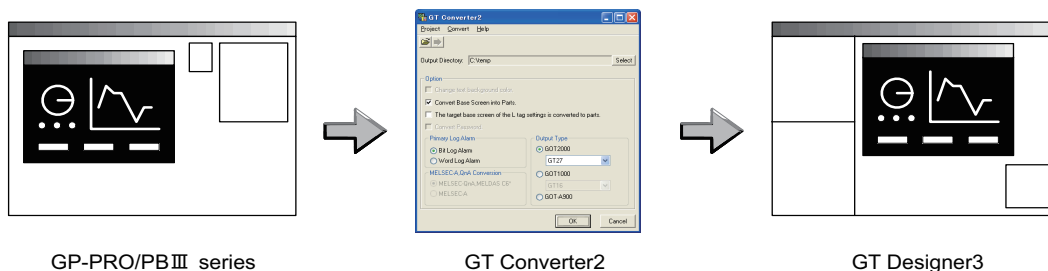 GT Converter2
Project Convert Help
Output Directory: C:\temp Select
Option
Change text background color.
Convert Base Screen into Parts.
The target base screen of the L tag settings is converted to parts
Convert Password.
Primary Log Alarm
Bit Log Alarm
Word Log Alarm
MELSEC-A,QnA Conversion
MELSEC-QnA,MELDAS C6*
MELSEC-A
Output Type
GOT2000
GT27
GOT1000
GT16
GOT-A900
OK Cancel
GP-PRO/PBⅢ series
GT Converter2
GT Designer3